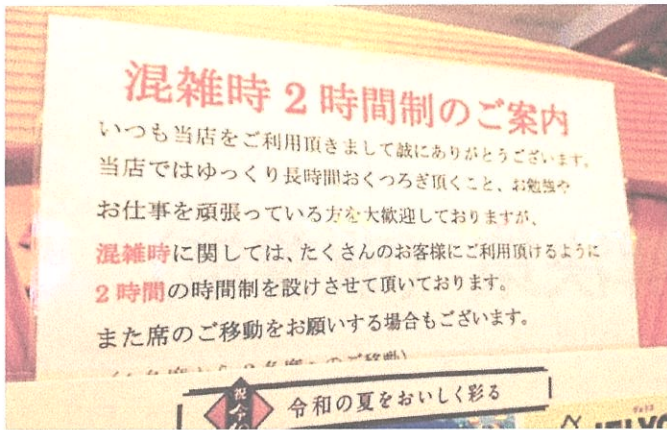 混雑時2時間制のご案内
いつも当店をご利用頂きまして誠にありがとうございます。
当店ではゆっくり長時間おくつろぎ頂くこと、お勉強や
お仕事を頑張っている方を大歓迎しておりますが、
混雑時に関しては、たくさんのお客様にご利用頂けるように
2時間の時間制を設けさせて頂いております。
また席のご移動をお願いする場合もございます。
のご移動)
祝令
令和の夏をおいしく彩る